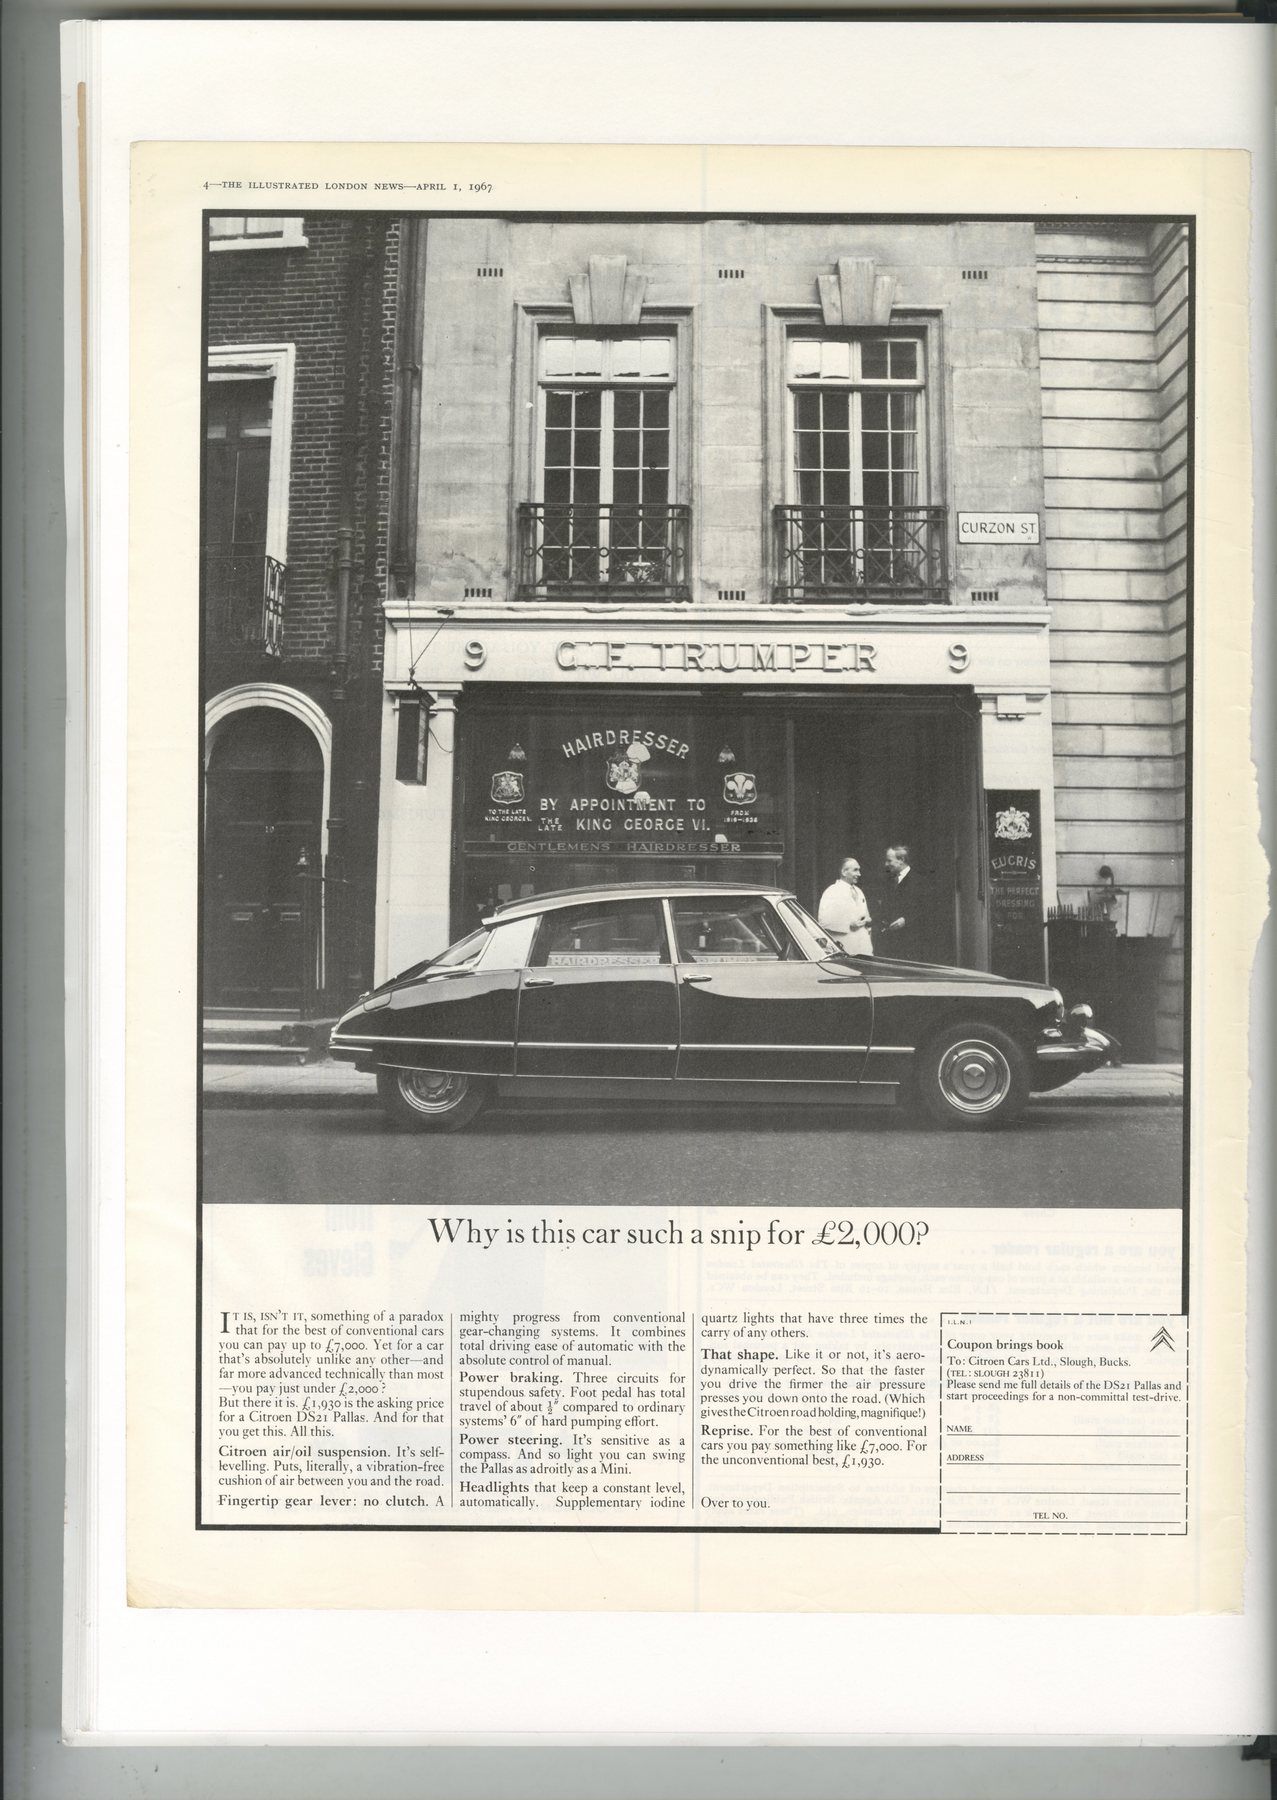 4—THE ILLUSTRATED LONDON NEWS—APRIL 1, 1967
CURZON ST
W
9 G. F. TRUMPER 9
HAIRDRESSER
BY APPOINTMENT TO
THE LATE KING GEORGE VI.
TO THE LATE
KING GEORGE V.
FROM
1919-1936
GENTLEMENS HAIRDRESSER
10
EUCRIS
THE PERFECT
DRESSING
FOR
HAIRDRESSER
Why is this car such a snip for £2,000?
IT IS, ISN'T IT, something of a paradox
that for the best of conventional cars
you can pay up to £7,000. Yet for a car
that's absolutely unlike any other—and
far more advanced technically than most
—you pay just under £2,000?
But there it is. £1,930 is the asking price
for a Citroen DS21 Pallas. And for that
you get this. All this.
Citroen air/oil suspension. It's self-
levelling. Puts, literally, a vibration-free
cushion of air between you and the road.
Fingertip gear lever: no clutch. A
mighty progress from conventional
gear-changing systems. It combines
total driving ease of automatic with the
absolute control of manual.
Power braking. Three circuits for
stupendous safety. Foot pedal has total
travel of about ½″ compared to ordinary
systems' 6″ of hard pumping effort.
Power steering. It's sensitive as a
compass. And so light you can swing
the Pallas as adroitly as a Mini.
Headlights that keep a constant level,
automatically. Supplementary iodine
quartz lights that have three times the
carry of any others.
That shape. Like it or not, it's aero-
dynamically perfect. So that the faster
you drive the firmer the air pressure
presses you down onto the road. (Which
gives the Citroen road holding, magnifique!)
Reprise. For the best of conventional
cars you pay something like £7,000. For
the unconventional best, £1,930.
Over to you.
I.L.N.1
Coupon brings book
To: Citroen Cars Ltd., Slough, Bucks.
(TEL: SLOUGH 23811)
Please send me full details of the DS21 Pallas and
start proceedings for a non-committal test-drive.
NAME
ADDRESS
TEL NO.